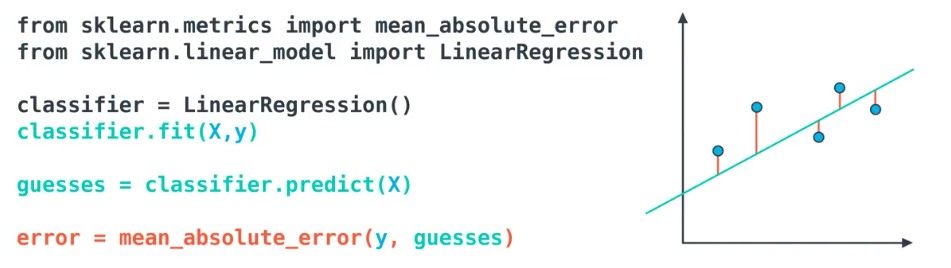 from sklearn.metrics import mean_absolute_error
from sklearn.linear_model import LinearRegression
classifier = LinearRegression()
classifier.fit(X,y)
guesses = classifier.predict(X)
error = mean_absolute_error(y, guesses)